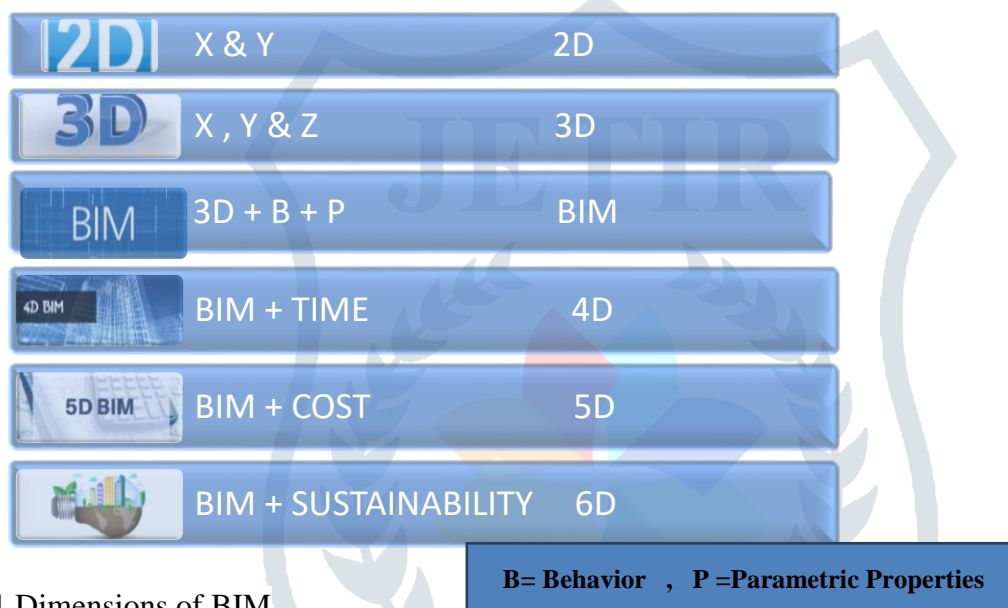 2D X & Y 2D
3D X , Y & Z 3D
BIM 3D + B + P BIM
4D BIM BIM + TIME 4D
5D BIM BIM + COST 5D
BIM + SUSTAINABILITY 6D
B= Behavior , P =Parametric Properties
Dimensions of BIM
JETIR